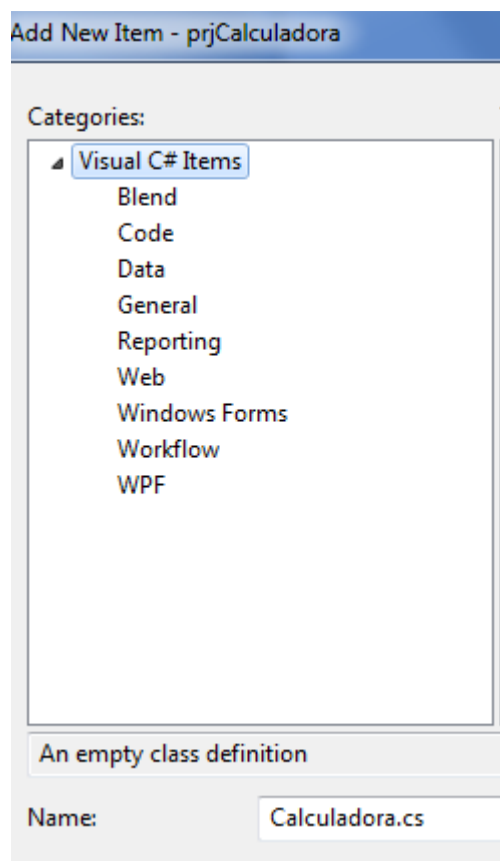 Add New Item - prjCalculadora
Categories:
Visual C# Items
Blend
Code
Data
General
Reporting
Web
Windows Forms
Workflow
WPF
An empty class definition
Name: Calculadora.cs